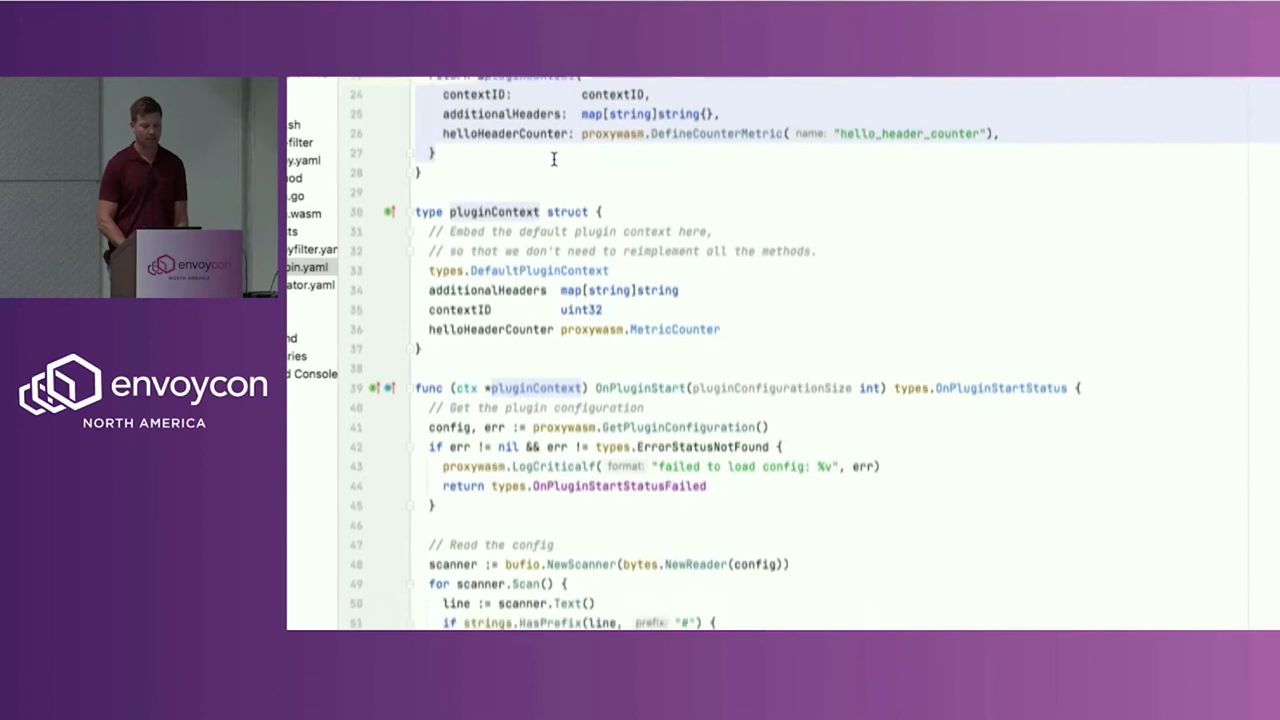 24 contextID: contextID,
25 additionalHeaders: map[string]string{},
26 helloHeaderCounter: proxywasm.DefineCounterMetric( name: "hello_header_counter"),
27 }
28 }
29
30 type pluginContext struct {
31 // Embed the default plugin context here,
32 // so that we don't need to reimplement all the methods.
33 types.DefaultPluginContext
34 additionalHeaders map[string]string
35 contextID uint32
36 helloHeaderCounter proxywasm.MetricCounter
37 }
38
39 func (ctx *pluginContext) OnPluginStart(pluginConfigurationSize int) types.OnPluginStartStatus {
40 // Get the plugin configuration
41 config, err := proxywasm.GetPluginConfiguration()
42 if err != nil && err != types.ErrorStatusNotFound {
43 proxywasm.LogCriticalf( format: "failed to load config: %v", err)
44 return types.OnPluginStartStatusFailed
45 }
46
47 // Read the config
48 scanner := bufio.NewScanner(bytes.NewReader(config))
49 for scanner.Scan() {
50 line := scanner.Text()
51 if strings.HasPrefix(line, prefix: "#") {
sh
filter
y.yaml
od
.go
.wasm
ts
yfilter.yar
oin.yaml
ator.yaml
nd
ries
d Console
envoycon
NORTH AMERICA
envoycon
NORTH AMERICA